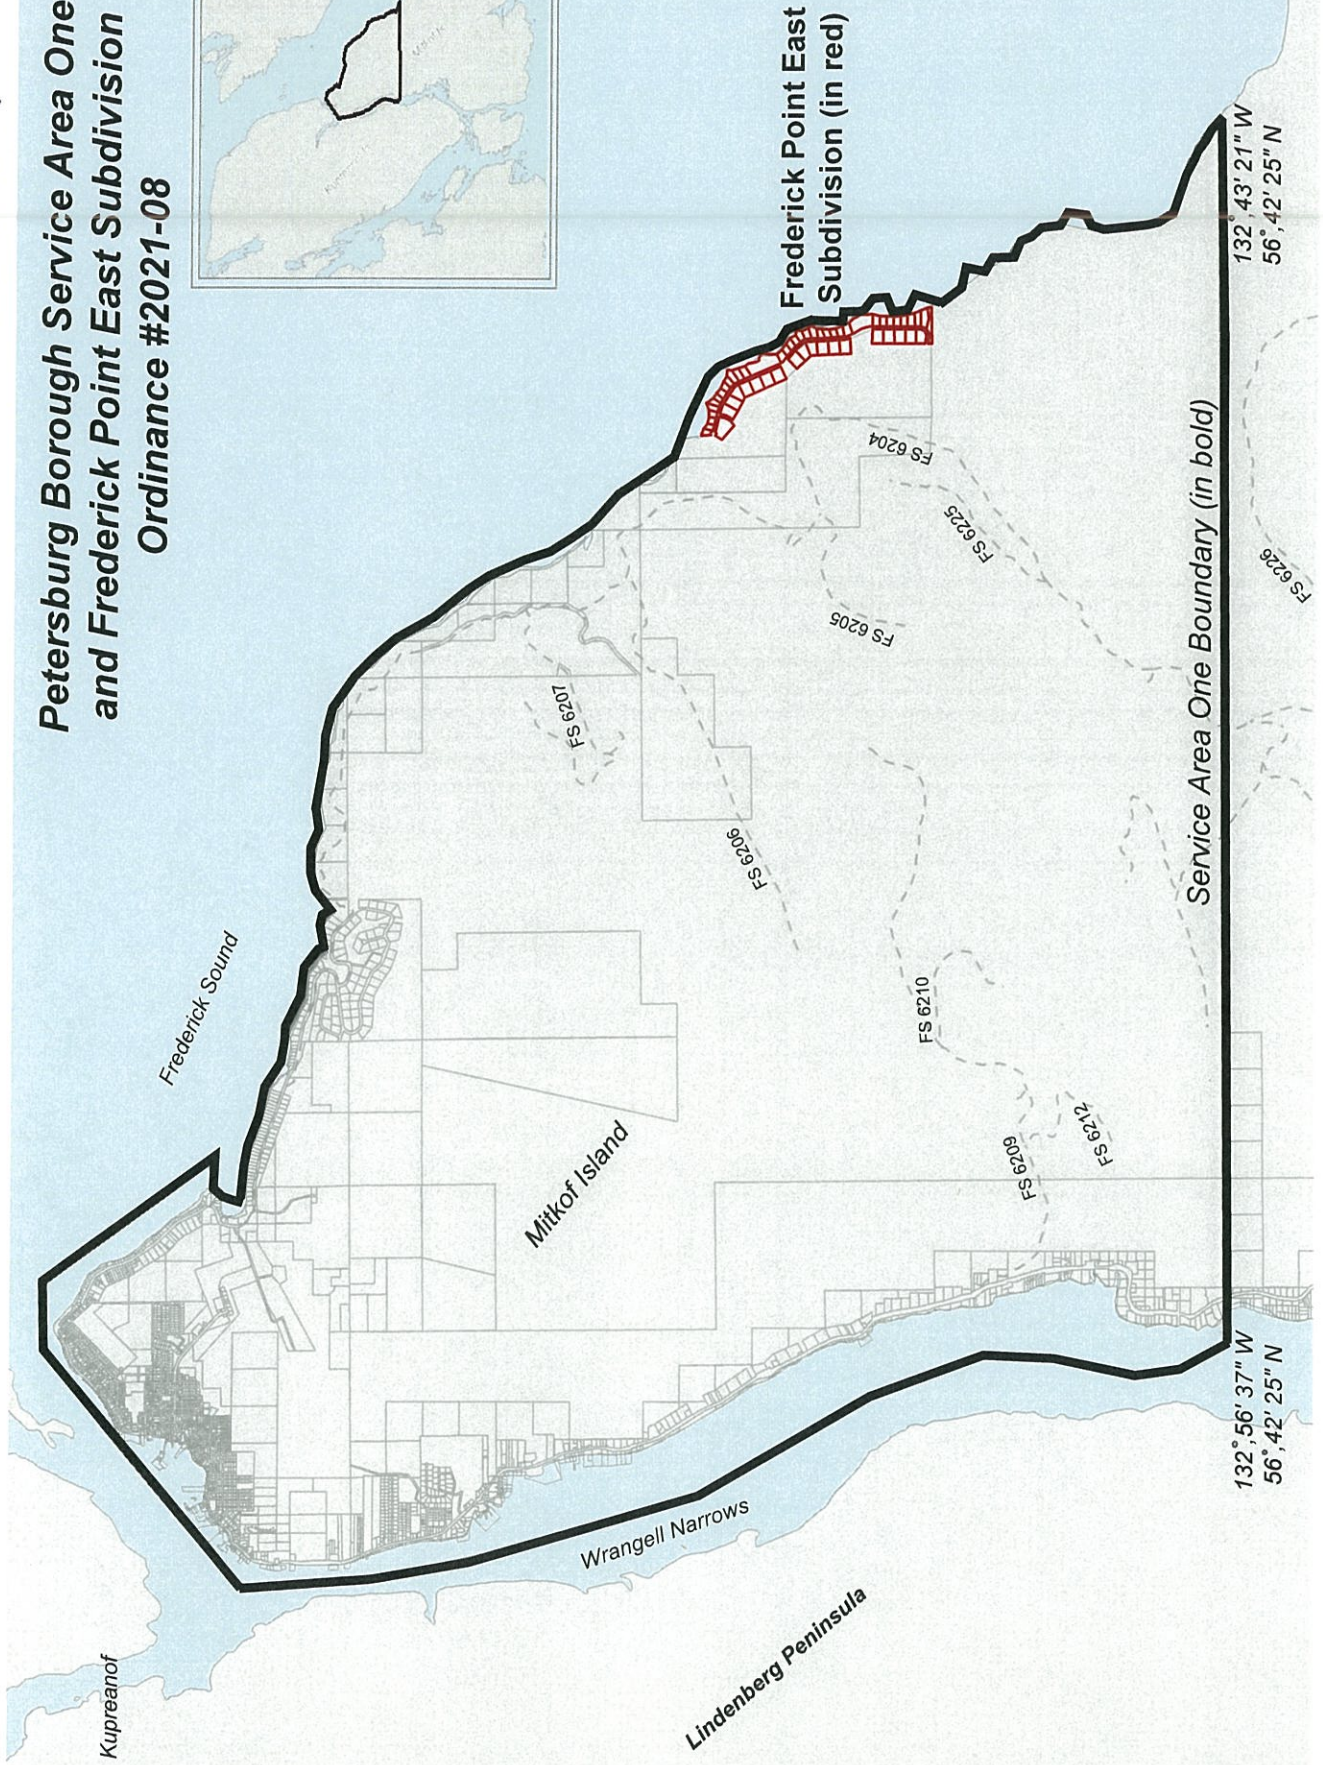 Petersburg Borough Service Area One
and Frederick Point East Subdivision
Ordinance #2021-08
Frederick Point East
Subdivision (in red)
Frederick Sound
Kupreanof
Mitkof Island
Wrangell Narrows
Lindenberg Peninsula
FS 6207
FS 6206
FS 6205
FS 6204
FS 6225
FS 6210
FS 6209
FS 6212
FS 6226
Service Area One Boundary (in bold)
132°,56' 37" W
56°,42' 25" N
132°,43' 21" W
56°,42' 25" N